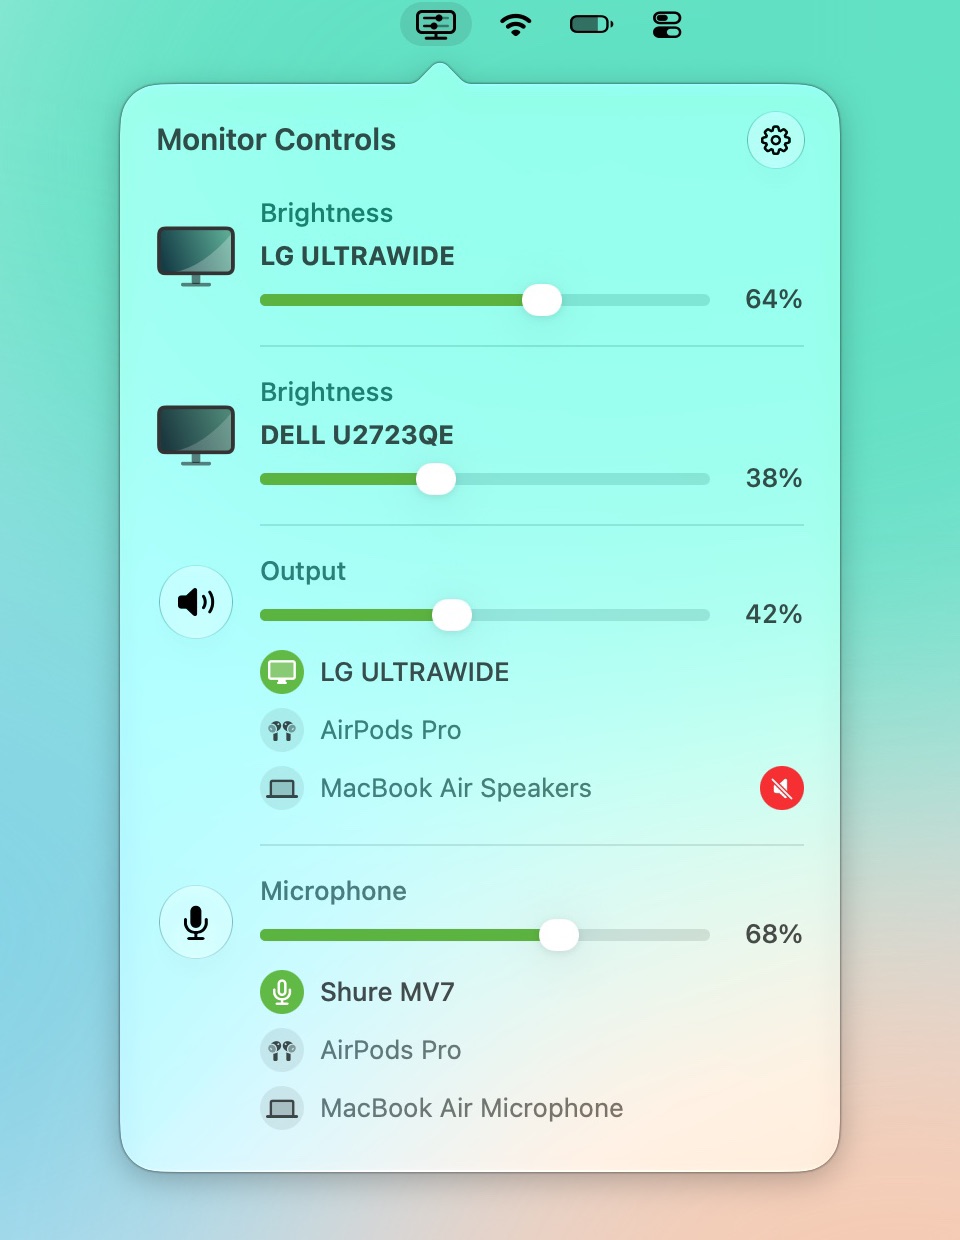 Monitor Controls
Brightness
LG ULTRAWIDE
64%
Brightness
DELL U2723QE
38%
Output
42%
LG ULTRAWIDE
AirPods Pro
MacBook Air Speakers
Microphone
68%
Shure MV7
AirPods Pro
MacBook Air Microphone